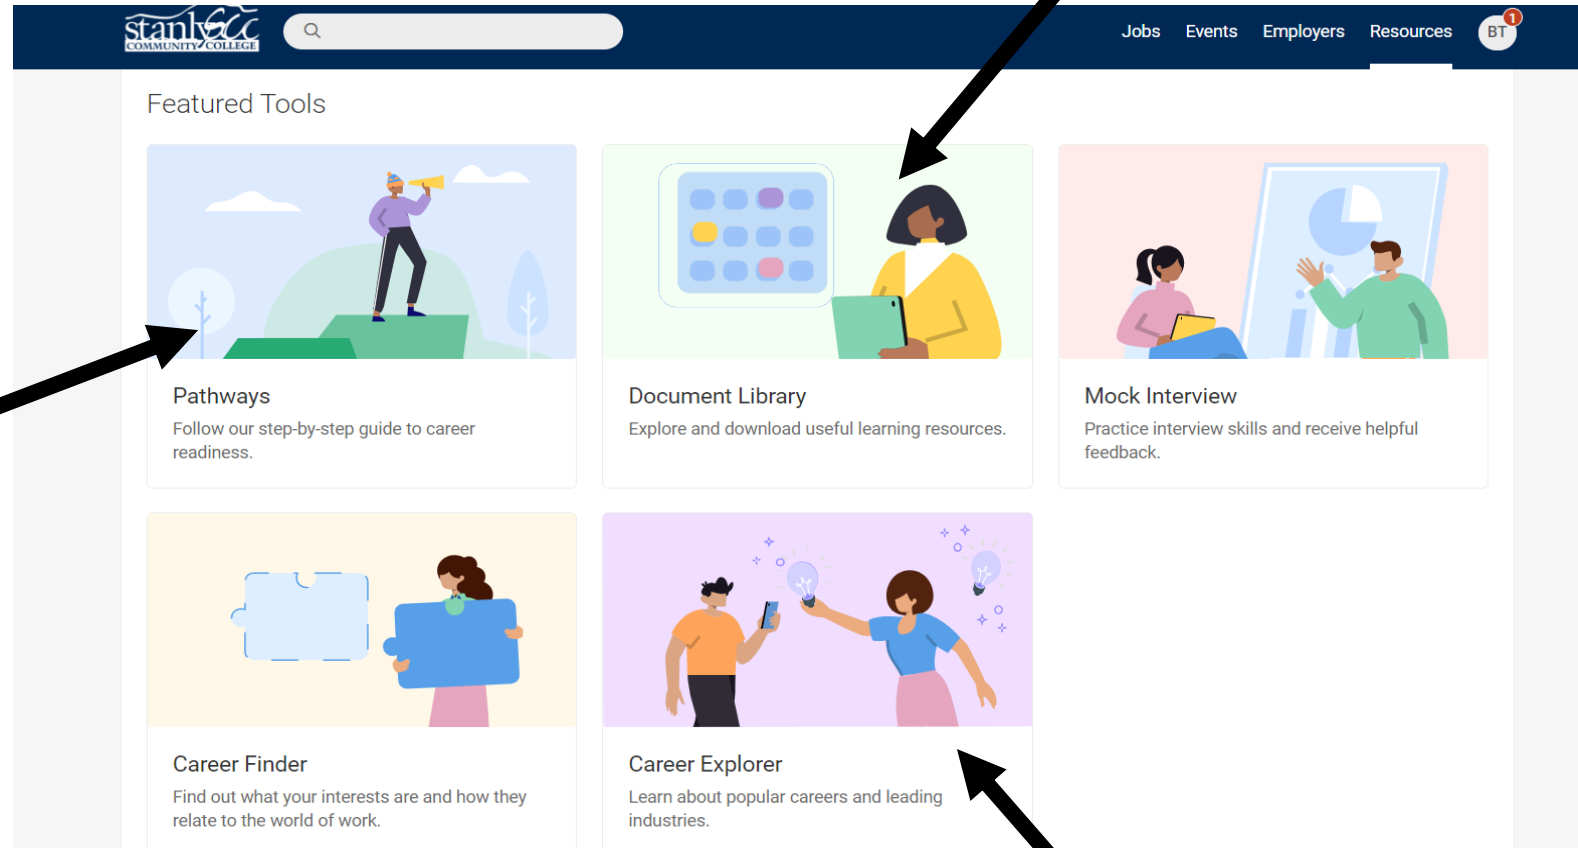 stanlyscc
COMMUNITY COLLEGE
Jobs Events Employers Resources BT 1
Featured Tools
Pathways
Follow our step-by-step guide to career
readiness.
Document Library
Explore and download useful learning resources.
Mock Interview
Practice interview skills and receive helpful
feedback.
Career Finder
Find out what your interests are and how they
relate to the world of work.
Career Explorer
Learn about popular careers and leading
industries.